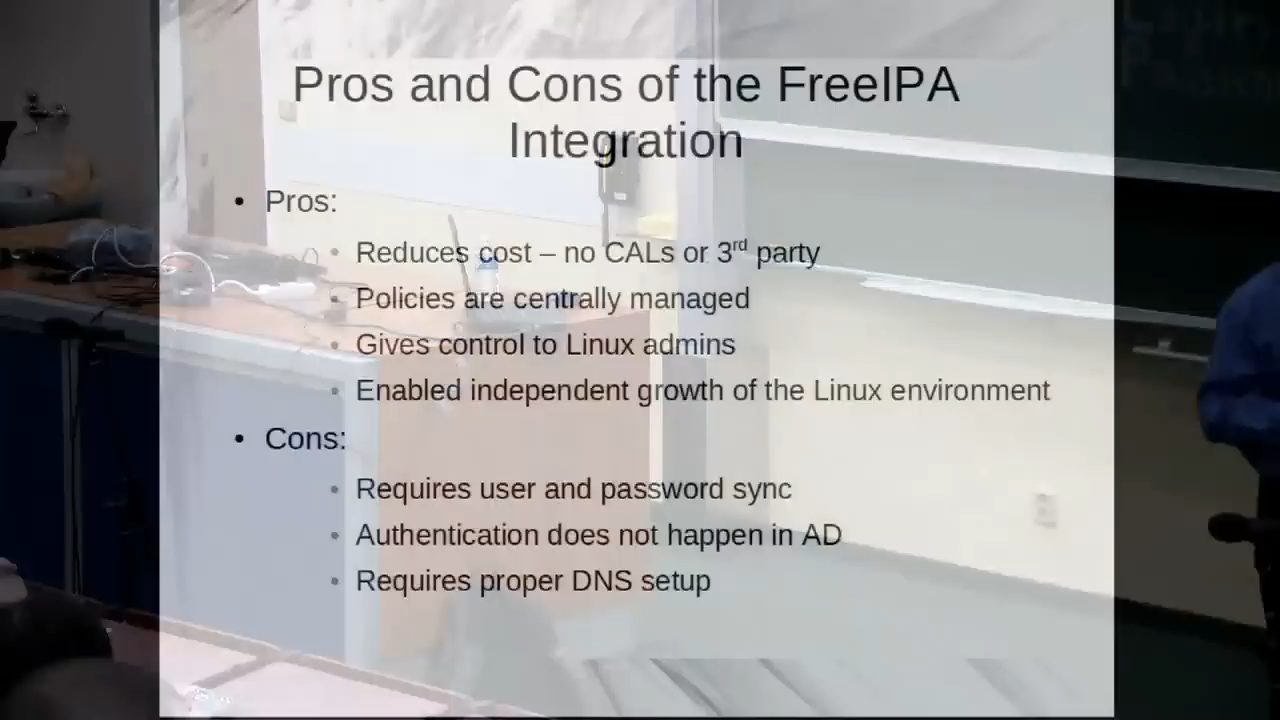 Pros and Cons of the FreeIPA
Integration
• Pros:
• Reduces cost – no CALs or 3rd party
• Policies are centrally managed
• Gives control to Linux admins
• Enabled independent growth of the Linux environment
• Cons:
• Requires user and password sync
• Authentication does not happen in AD
• Requires proper DNS setup